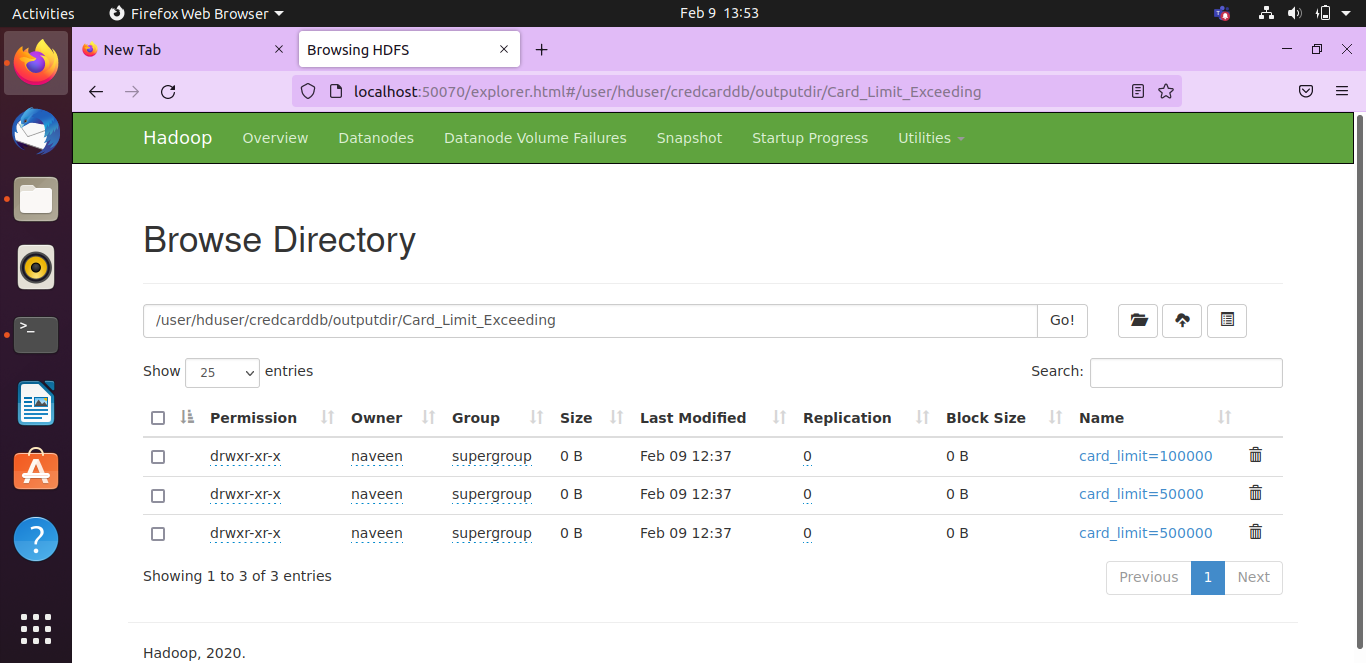 Activities Firefox Web Browser Feb 9 13:53
New Tab Browsing HDFS
localhost:50070/explorer.html#/user/hduser/credcarddb/outputdir/Card_Limit_Exceeding
Hadoop Overview Datanodes Datanode Volume Failures Snapshot Startup Progress Utilities
Browse Directory
/user/hduser/credcarddb/outputdir/Card_Limit_Exceeding Go!
Show 25 entries Search:
Permission Owner Group Size Last Modified Replication Block Size Name
drwxr-xr-x naveen supergroup 0 B Feb 09 12:37 0 0 B card_limit=100000
drwxr-xr-x naveen supergroup 0 B Feb 09 12:37 0 0 B card_limit=50000
drwxr-xr-x naveen supergroup 0 B Feb 09 12:37 0 0 B card_limit=500000
Showing 1 to 3 of 3 entries Previous 1 Next
Hadoop, 2020.